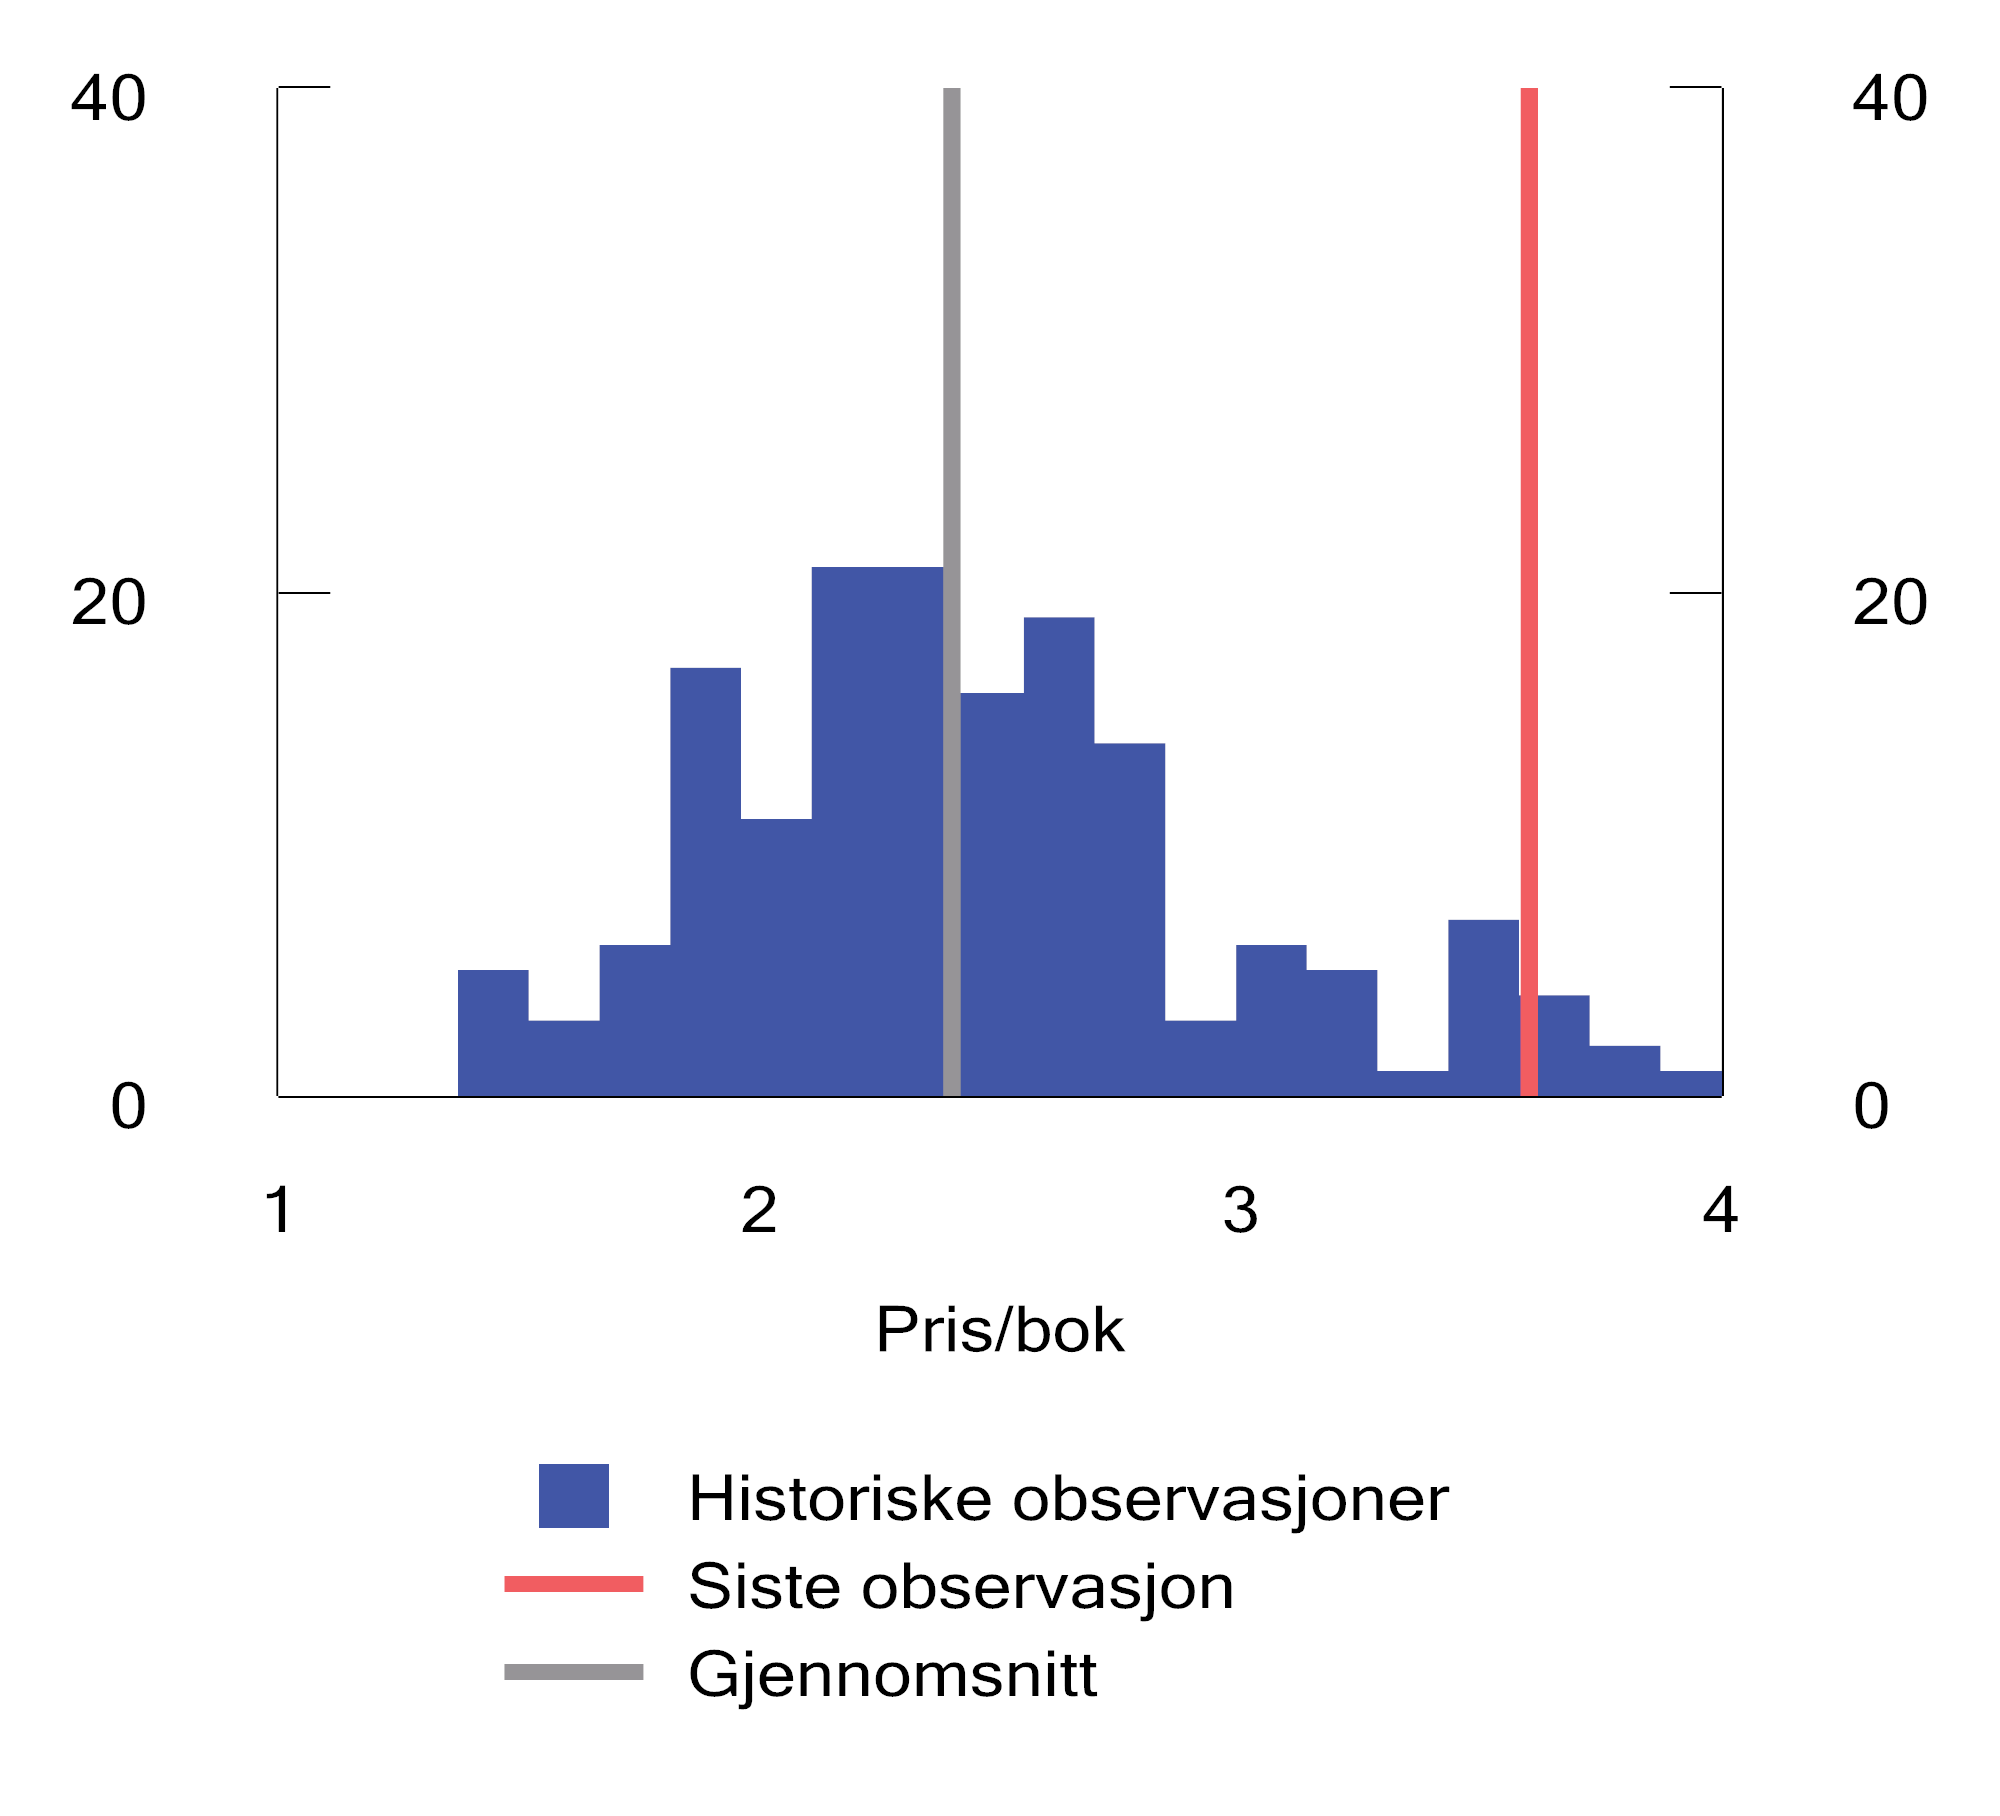 40 40
20 20
0 0
1 2 3 4
Pris/bok
Historiske observasjoner
Siste observasjon
Gjennomsnitt